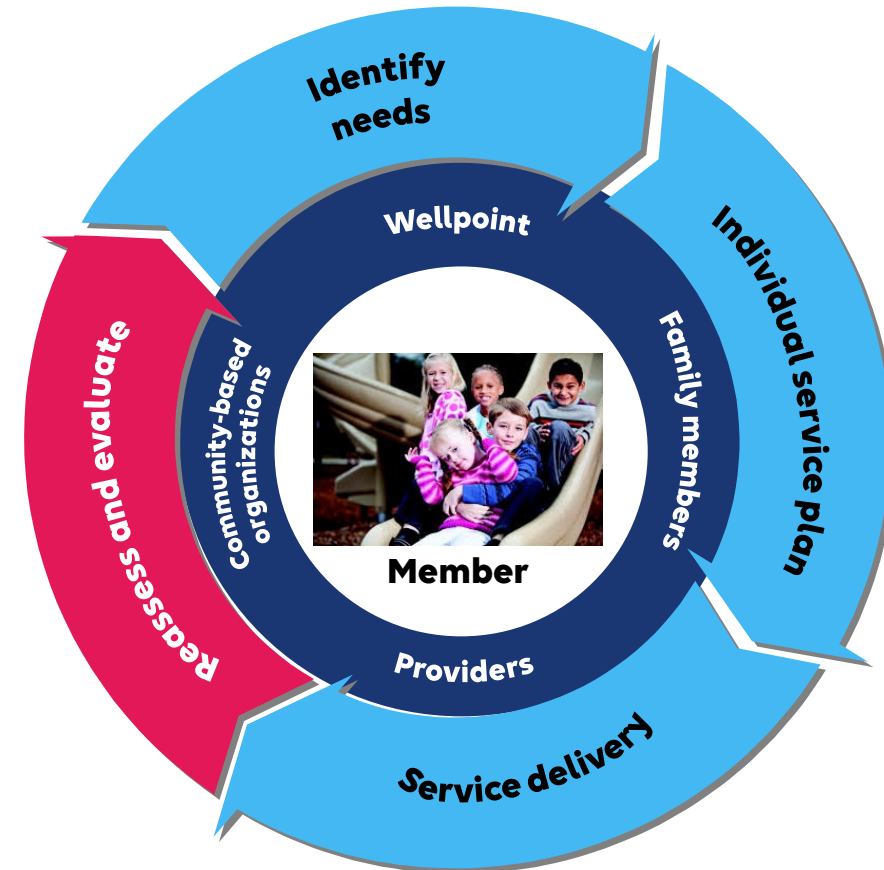 Identify
needs
Individual service plan
Service delivery
Reassess and evaluate
Wellpoint
Family members
Providers
Community-based
organizations
Member